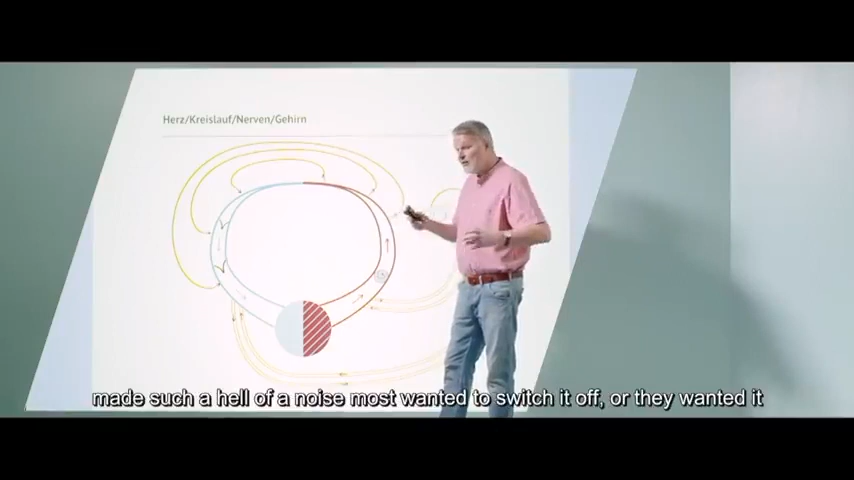 Herz/Kreislauf/Nerven/Gehirn
made such a hell of a noise most wanted to switch it off, or they wanted it